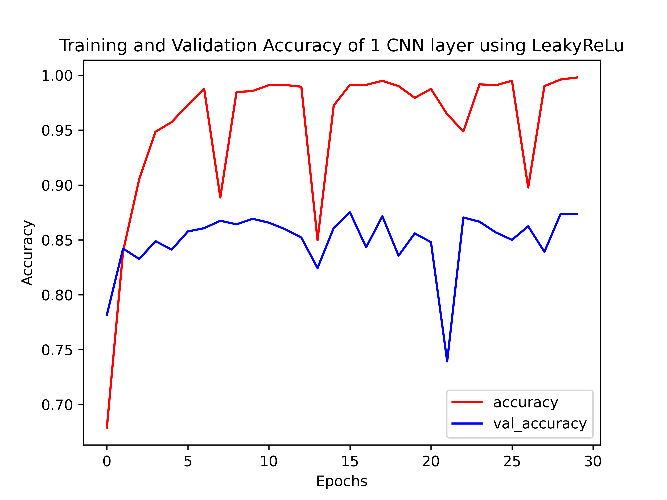 Training and Validation Accuracy of 1 CNN layer using LeakyReLu
1.00
0.95
0.90
0.85
0.80
0.75
0.70
Accuracy
accuracy
val_accuracy
0 5 10 15 20 25 30
Epochs